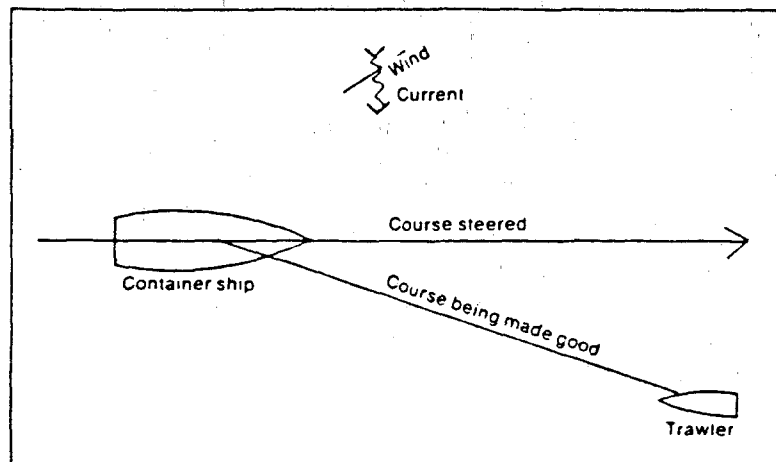 Wind
Current
Course steered
Container ship
Course being made good
Trawler